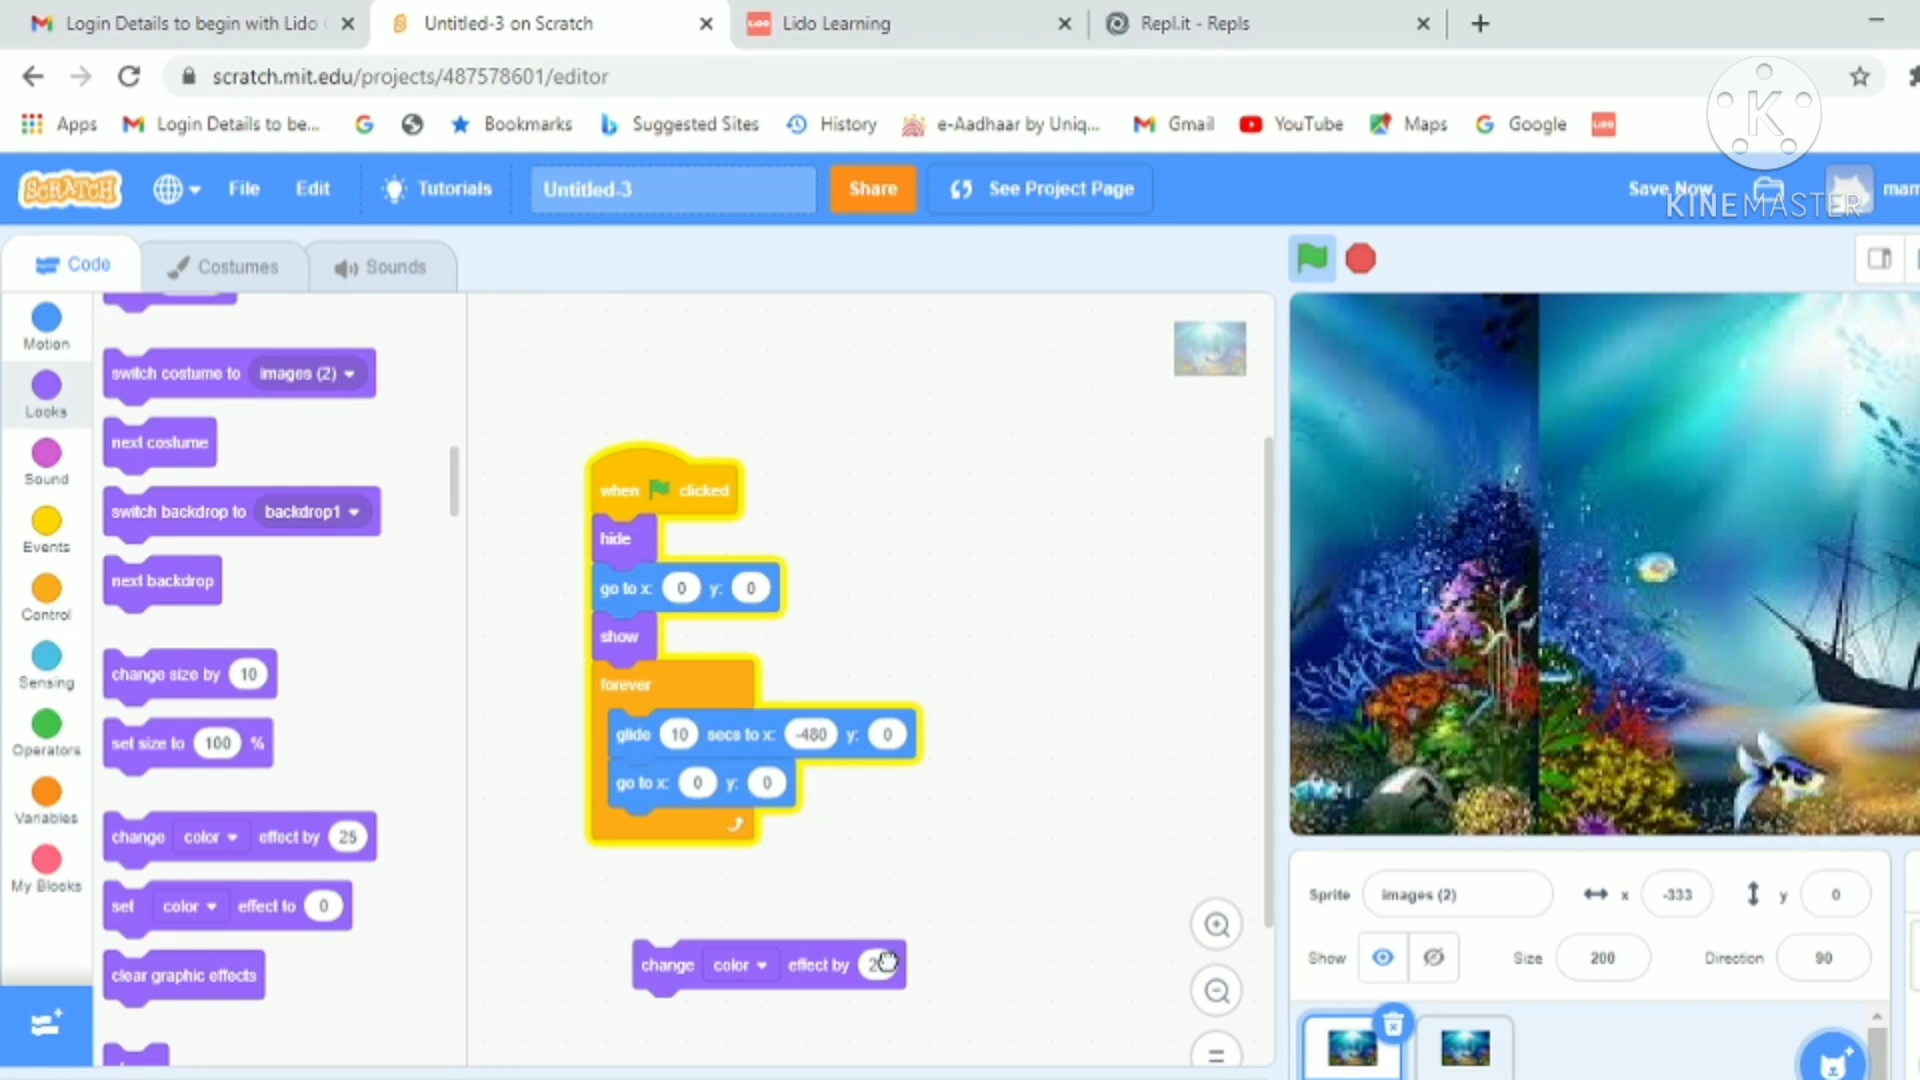 Login Details to begin with Lido
Untitled-3 on Scratch
Lido Learning
Repl.it - Repls
scratch.mit.edu/projects/487578601/editor
Apps
Login Details to be...
Bookmarks
Suggested Sites
History
e-Aadhaar by Uniq...
Gmail
YouTube
Maps
Google
LIDO
K
KINEMASTER
SCRATCH
File
Edit
Tutorials
Untitled-3
Share
See Project Page
Save Now
Code
Costumes
Sounds
Motion
Looks
Sound
Events
Control
Sensing
Operators
Variables
My Blocks
switch costume to images (2)
next costume
switch backdrop to backdrop1
next backdrop
change size by 10
set size to 100 %
change color effect by 25
set color effect to 0
clear graphic effects
when clicked
hide
go to x: 0 y: 0
show
forever
glide 10 secs to x: -480 y: 0
go to x: 0 y: 0
change color effect by
Sprite images (2) x -333 y 0
Show Size 200 Direction 90